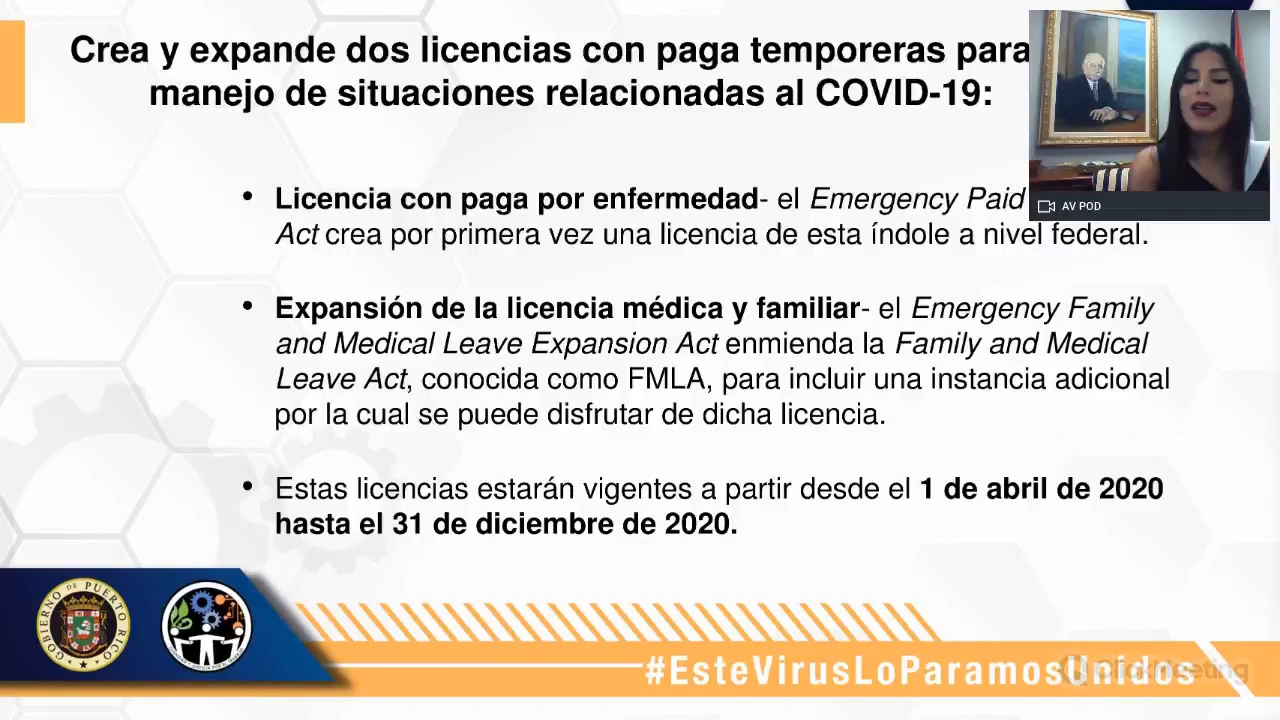 Crea y expande dos licencias con paga temporeras para
manejo de situaciones relacionadas al COVID-19:
• Licencia con paga por enfermedad- el Emergency Paid
Act crea por primera vez una licencia de esta índole a nivel federal.
• Expansión de la licencia médica y familiar- el Emergency Family
and Medical Leave Expansion Act enmienda la Family and Medical
Leave Act, conocida como FMLA, para incluir una instancia adicional
por la cual se puede disfrutar de dicha licencia.
• Estas licencias estarán vigentes a partir desde el 1 de abril de 2020
hasta el 31 de diciembre de 2020.
AV POD
GOBIERNO DE PUERTO RICO
#EsteVirusLoParamosUnidos
ClickMeeting